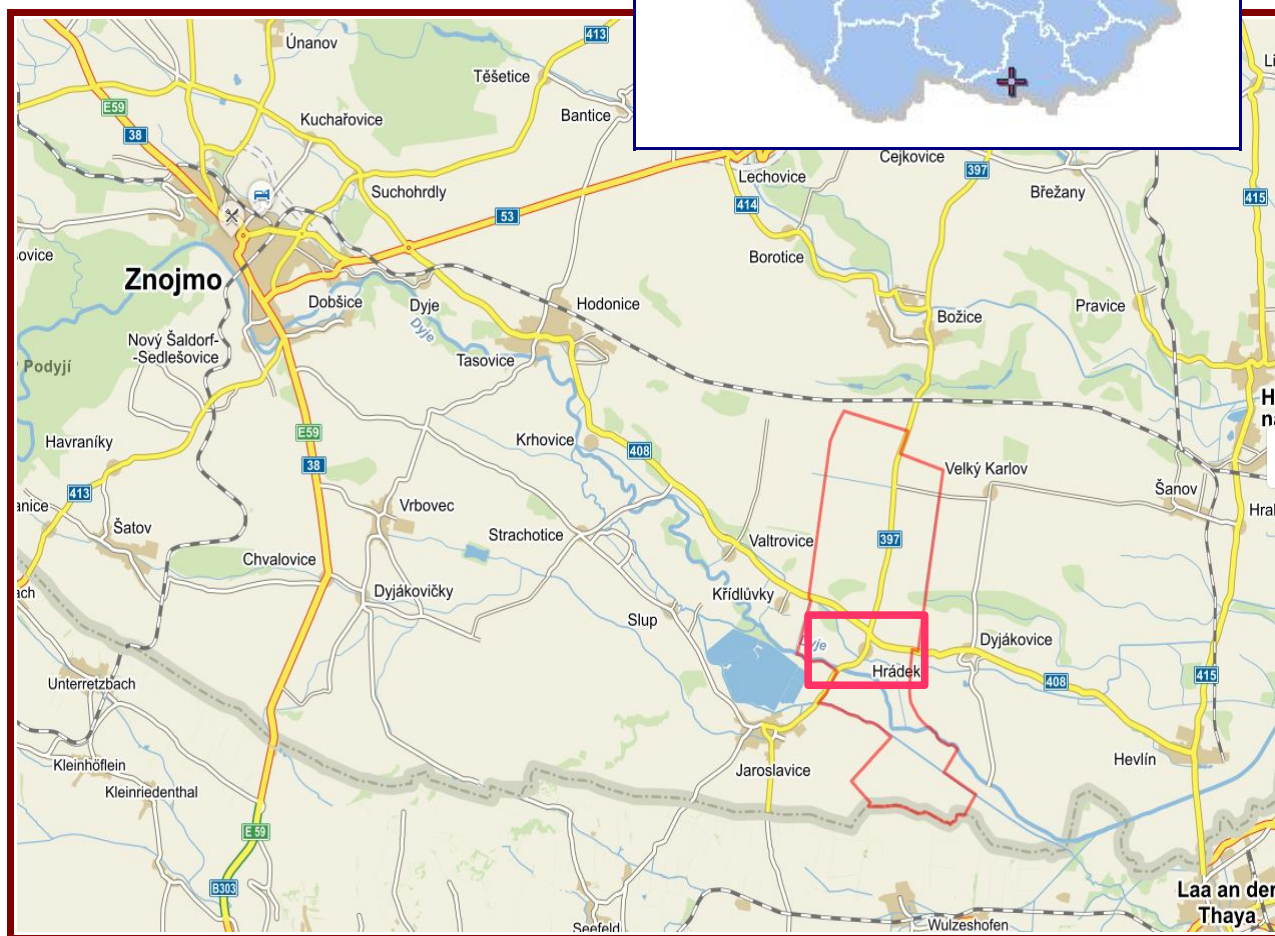 Únanov
413
Těšetice
Bantice
E59
38
Kuchařovice
Suchohrdly
53
Lechovice
414
Borotice
Čejkovice
397
Břežany
415
Znojmo
Dobšice
Dyje
Dyje
Hodonice
Tasovice
Nový Šaldorf-
-Sedlešovice
Podyjí
Božice
Pravice
Havraníky
413
E59
38
Krhovice
408
Velký Karlov
Šanov
Vrbovec
Strachotice
Valtrovice
397
Šatov
Chvalovice
Dyjákovičky
Křídlůvky
Slup
Dyje
Hrádek
Dyjákovice
408
415
Unterretzbach
Jaroslavice
Hevlín
Kleinhöflein
Kleinriedenthal
E 59
B303
Seefeld
Wulzeshofen
Laa an der
Thaya